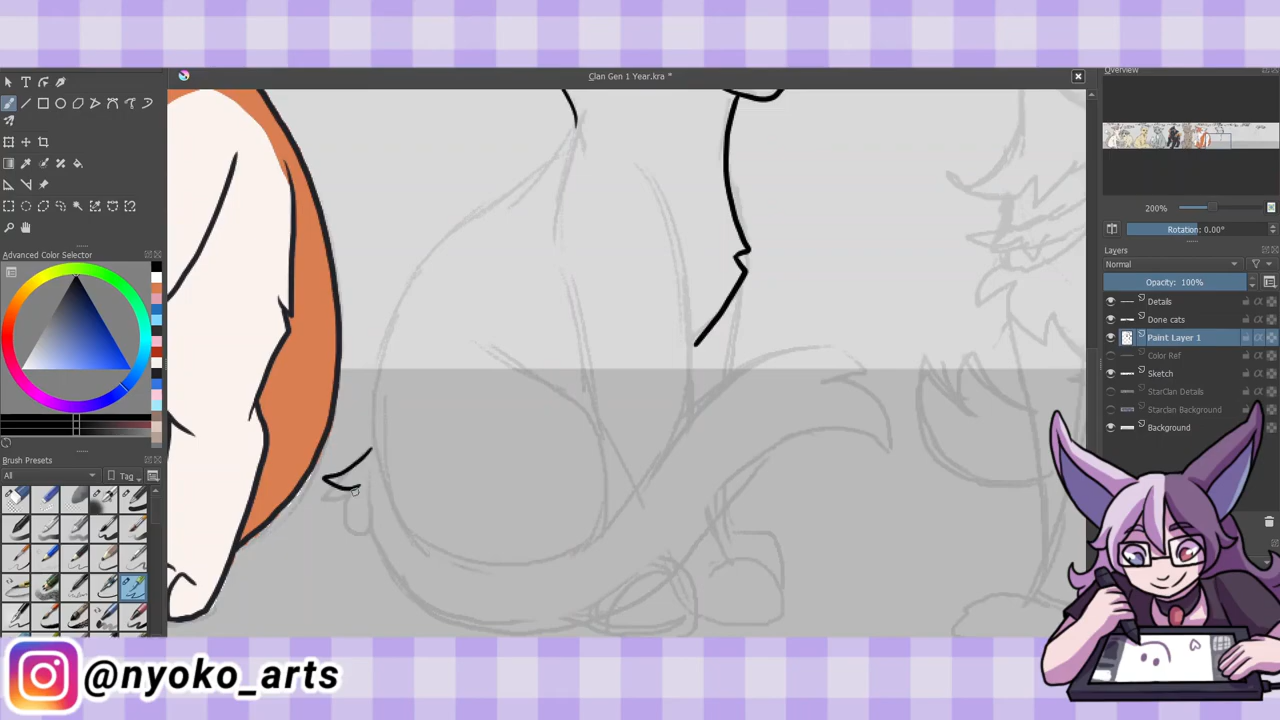 Clan Gen 1 Year.kra *
Overview
200%
Rotation: 0.00°
Layers
Normal
Opacity: 100%
Details
Done cats
Paint Layer 1
Color Ref
Sketch
StarClan Details
Starclan Background
Background
Advanced Color Selector
Brush Presets
All
Tag
@nyoko_arts